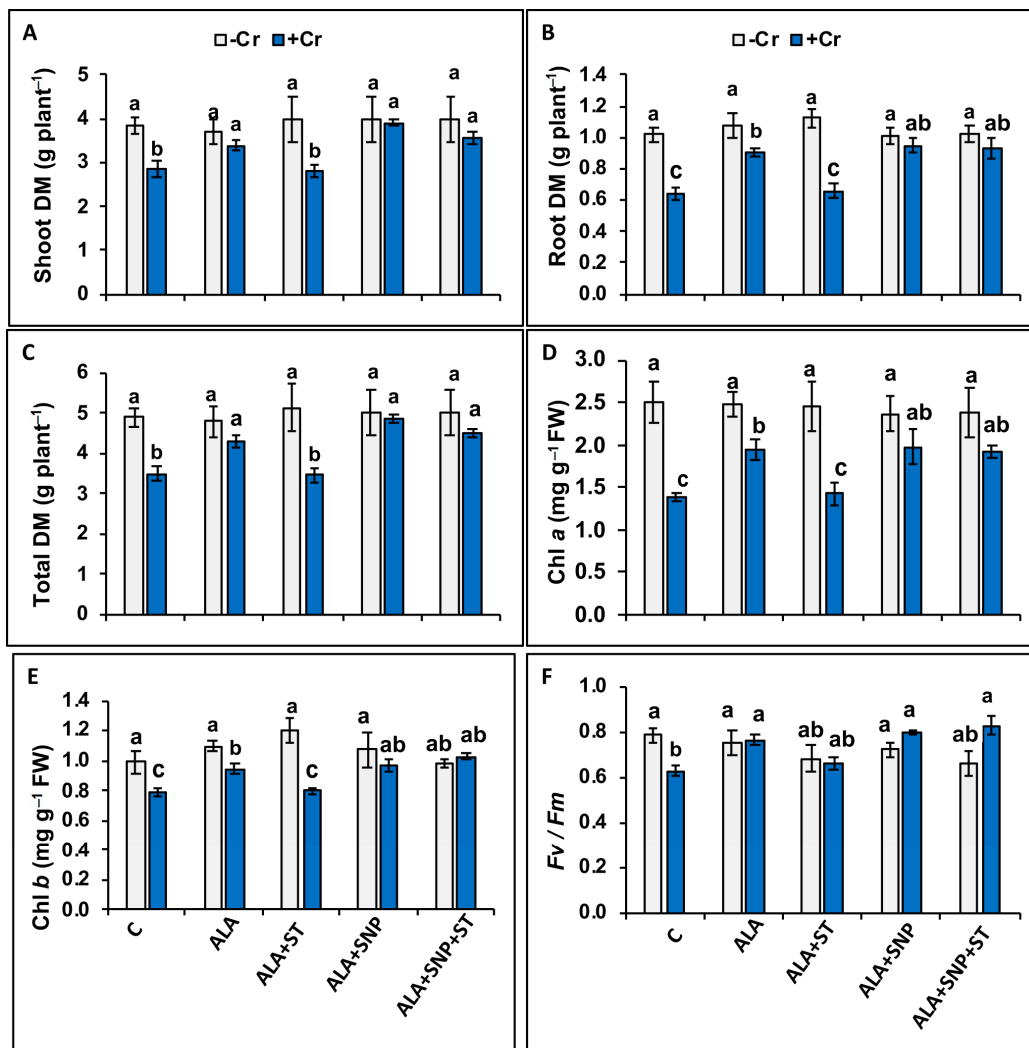 A
-Cr +Cr
Shoot DM (g plant⁻¹)
5
4
3
2
1
0
a b a a a b a a a a
B
-Cr +Cr
Root DM (g plant⁻¹)
1.4
1.2
1.0
0.8
0.6
0.4
0.2
0.0
a c a b a c a ab a ab
C
Total DM (g plant⁻¹)
6
5
4
3
2
1
0
a b a a a b a a a a
D
Chl a (mg g⁻¹ FW)
3.0
2.5
2.0
1.5
1.0
0.5
0.0
a c a b a c a ab a ab
E
Chl b (mg g⁻¹ FW)
1.4
1.2
1.0
0.8
0.6
0.4
0.2
0.0
a c a b a c a ab ab ab
C
ALA
ALA+ST
ALA+SNP
ALA+SNP+ST
F
Fv / Fm
1.0
0.8
0.6
0.4
0.2
0.0
a b a a ab ab a a ab a
C
ALA
ALA+ST
ALA+SNP
ALA+SNP+ST